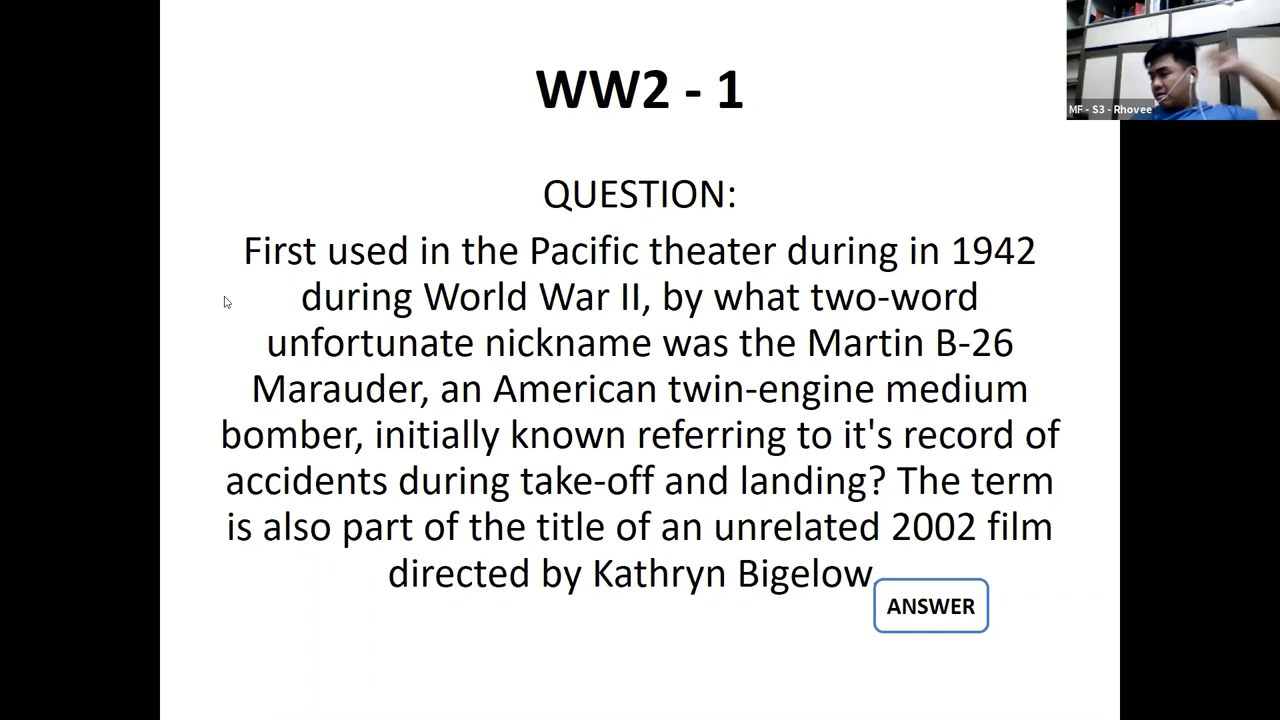 WW2 - 1
MF - S3 - Rhovee
QUESTION:
First used in the Pacific theater during in 1942
during World War II, by what two-word
unfortunate nickname was the Martin B-26
Marauder, an American twin-engine medium
bomber, initially known referring to it's record of
accidents during take-off and landing? The term
is also part of the title of an unrelated 2002 film
directed by Kathryn Bigelow.
ANSWER